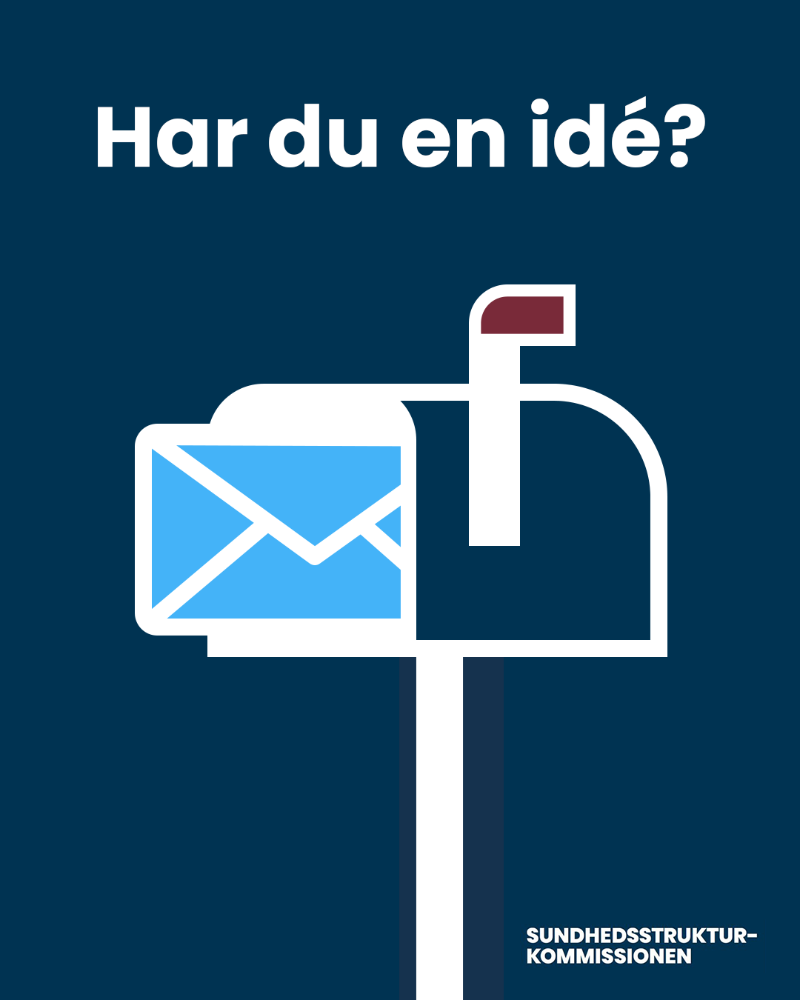 Har du en idé?
SUNDHEDSSTRUKTUR-
KOMMISSIONEN